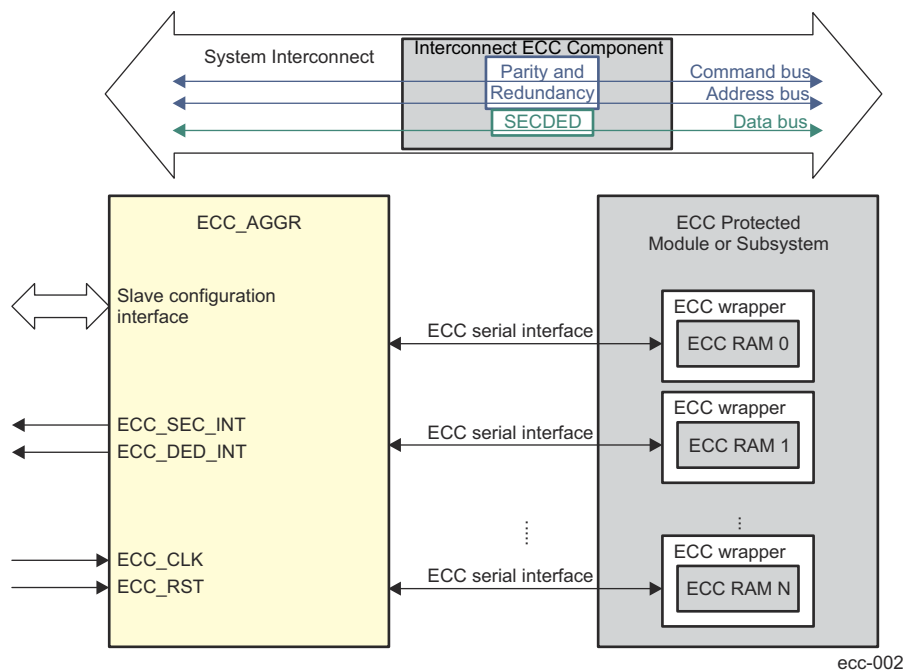 System Interconnect
Interconnect ECC Component
Parity and
Redundancy
SECDED
Command bus
Address bus
Data bus
ECC_AGGR
Slave configuration
interface
ECC_SEC_INT
ECC_DED_INT
ECC_CLK
ECC_RST
ECC serial interface
ECC serial interface
ECC serial interface
ECC Protected
Module or Subsystem
ECC wrapper
ECC RAM 0
ECC wrapper
ECC RAM 1
ECC wrapper
ECC RAM N
ecc-002